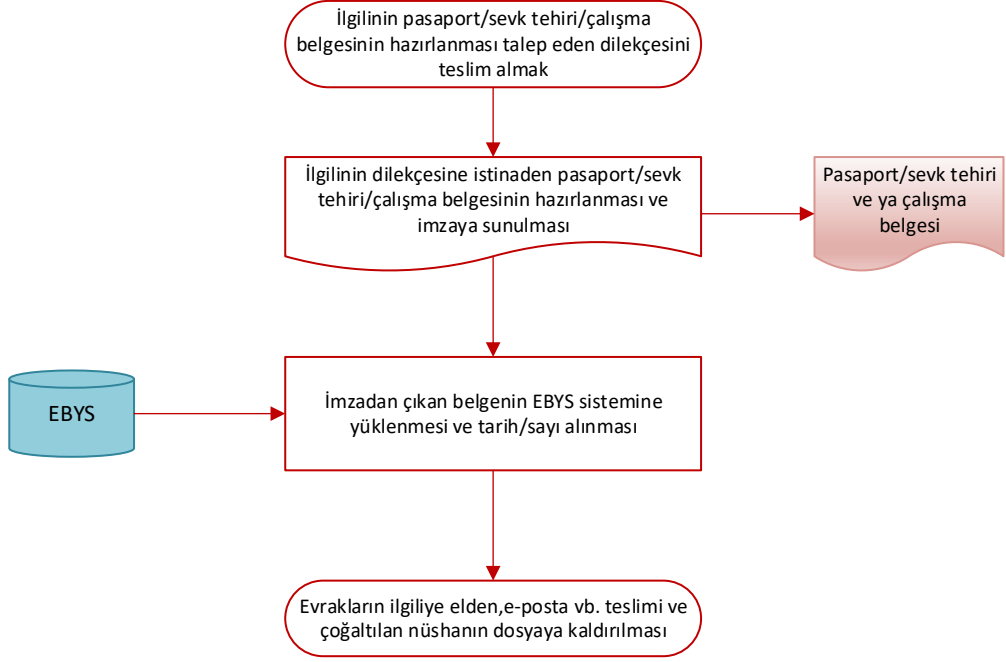 İlgilinin pasaport/sevk tehiri/çalışma
belgesinin hazırlanması talep eden dilekçesini
teslim almak
İlgilinin dilekçesine istinaden pasaport/sevk
tehiri/çalışma belgesinin hazırlanması ve
imzaya sunulması
Pasaport/sevk tehiri
ve ya çalışma
belgesi
EBYS
İmzadan çıkan belgenin EBYS sistemine
yüklenmesi ve tarih/sayı alınması
Evrakların ilgiliye elden,e-posta vb. teslimi ve
çoğaltılan nüshanın dosyaya kaldırılması